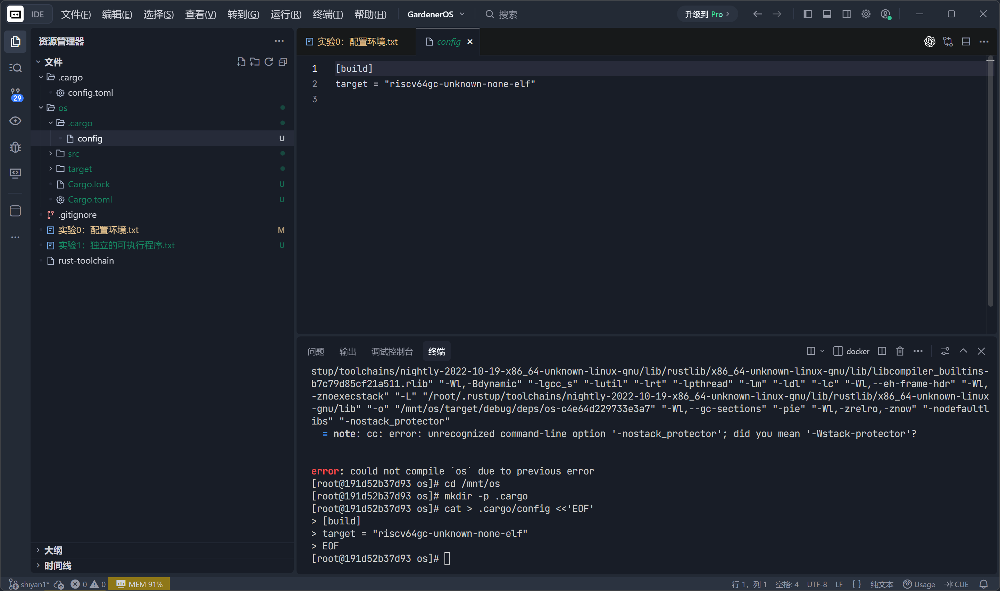 IDE 文件(F) 编辑(E) 选择(S) 查看(V) 转到(G) 运行(R) 终端(T) 帮助(H) GardenerOS 搜索 升级到 Pro
资源管理器
文件
.cargo
config.toml
os
.cargo
config U
src
target
Cargo.lock U
Cargo.toml U
.gitignore
实验0：配置环境.txt M
实验1：独立的可执行程序.txt U
rust-toolchain
大纲
时间线
29
实验0：配置环境.txt config
1 [build]
2 target = "riscv64gc-unknown-none-elf"
3
问题 输出 调试控制台 终端 docker
stup/toolchains/nightly-2022-10-19-x86_64-unknown-linux-gnu/lib/rustlib/x86_64-unknown-linux-gnu/lib/libcompiler_builtins-
b7c79d85cf21a511.rlib" "-Wl,-Bdynamic" "-lgcc_s" "-lutil" "-lrt" "-lpthread" "-lm" "-ldl" "-lc" "-Wl,--eh-frame-hdr" "-Wl,
-znoexecstack" "-L" "/root/.rustup/toolchains/nightly-2022-10-19-x86_64-unknown-linux-gnu/lib/rustlib/x86_64-unknown-linux
-gnu/lib" "-o" "/mnt/os/target/debug/deps/os-c4e64d229733e3a7" "-Wl,--gc-sections" "-pie" "-Wl,-zrelro,-znow" "-nodefaultl
ibs" "-nostack_protector"
= note: cc: error: unrecognized command-line option '-nostack_protector'; did you mean '-Wstack-protector'?
error: could not compile `os` due to previous error
[root@191d52b37d93 os]# cd /mnt/os
[root@191d52b37d93 os]# mkdir -p .cargo
[root@191d52b37d93 os]# cat > .cargo/config <<'EOF'
> [build]
> target = "riscv64gc-unknown-none-elf"
> EOF
[root@191d52b37d93 os]#
shiyan1* 0 0 MEM 91% 行 1，列 1 空格: 4 UTF-8 LF { } 纯文本 Usage CUE